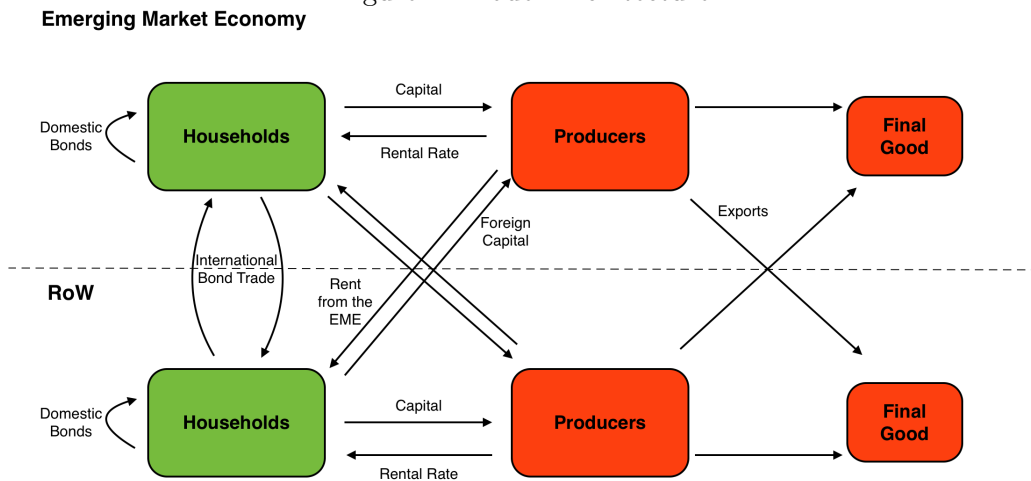 Emerging Market Economy
Capital
Domestic
Bonds
Households
Producers
Final
Good
Rental Rate
Exports
Foreign
Capital
International
Bond Trade
RoW
Rent
from the
EME
Capital
Domestic
Bonds
Households
Producers
Final
Good
Rental Rate